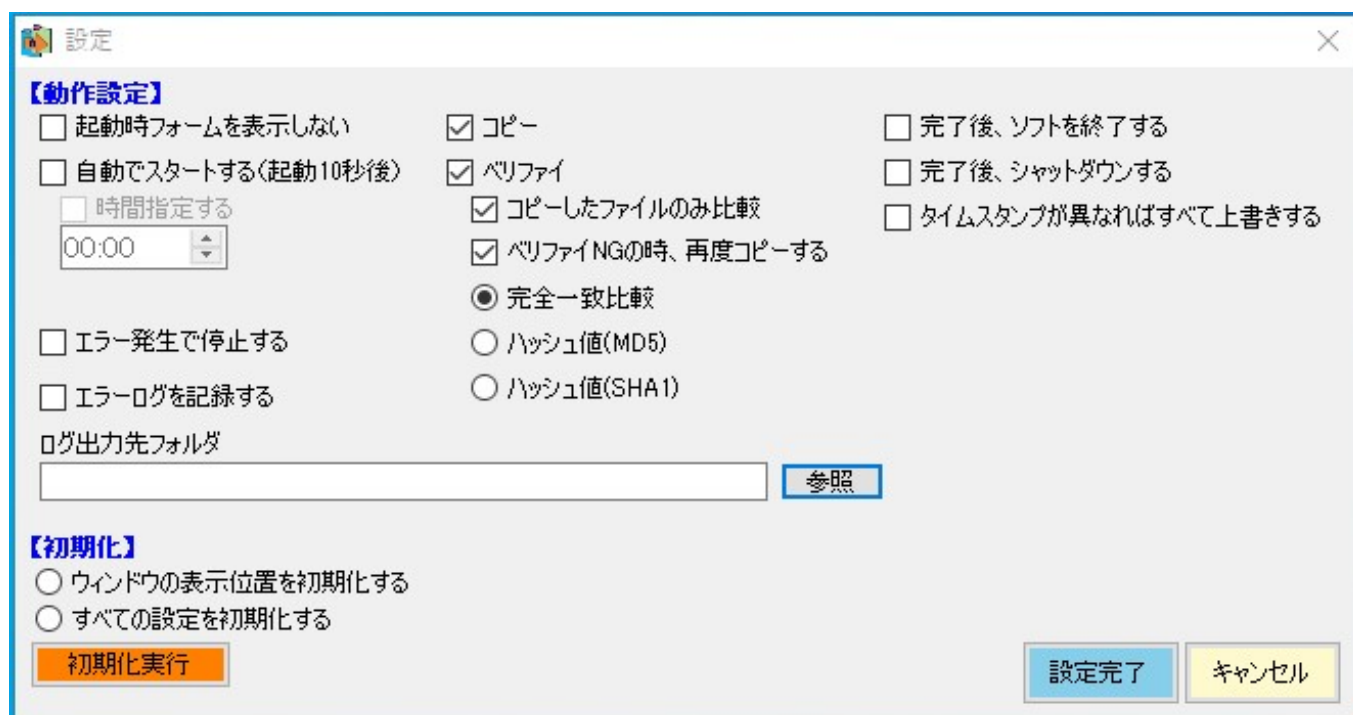 設定
【動作設定】
起動時フォームを表示しない
自動でスタートする(起動10秒後)
時間指定する
00:00
エラー発生で停止する
エラーログを記録する
コピー
ベリファイ
コピーしたファイルのみ比較
ベリファイNGの時、再度コピーする
完全一致比較
ハッシュ値(MD5)
ハッシュ値(SHA1)
完了後、ソフトを終了する
完了後、シャットダウンする
タイムスタンプが異なればすべて上書きする
ログ出力先フォルダ
参照
【初期化】
ウィンドウの表示位置を初期化する
すべての設定を初期化する
初期化実行
設定完了
キャンセル